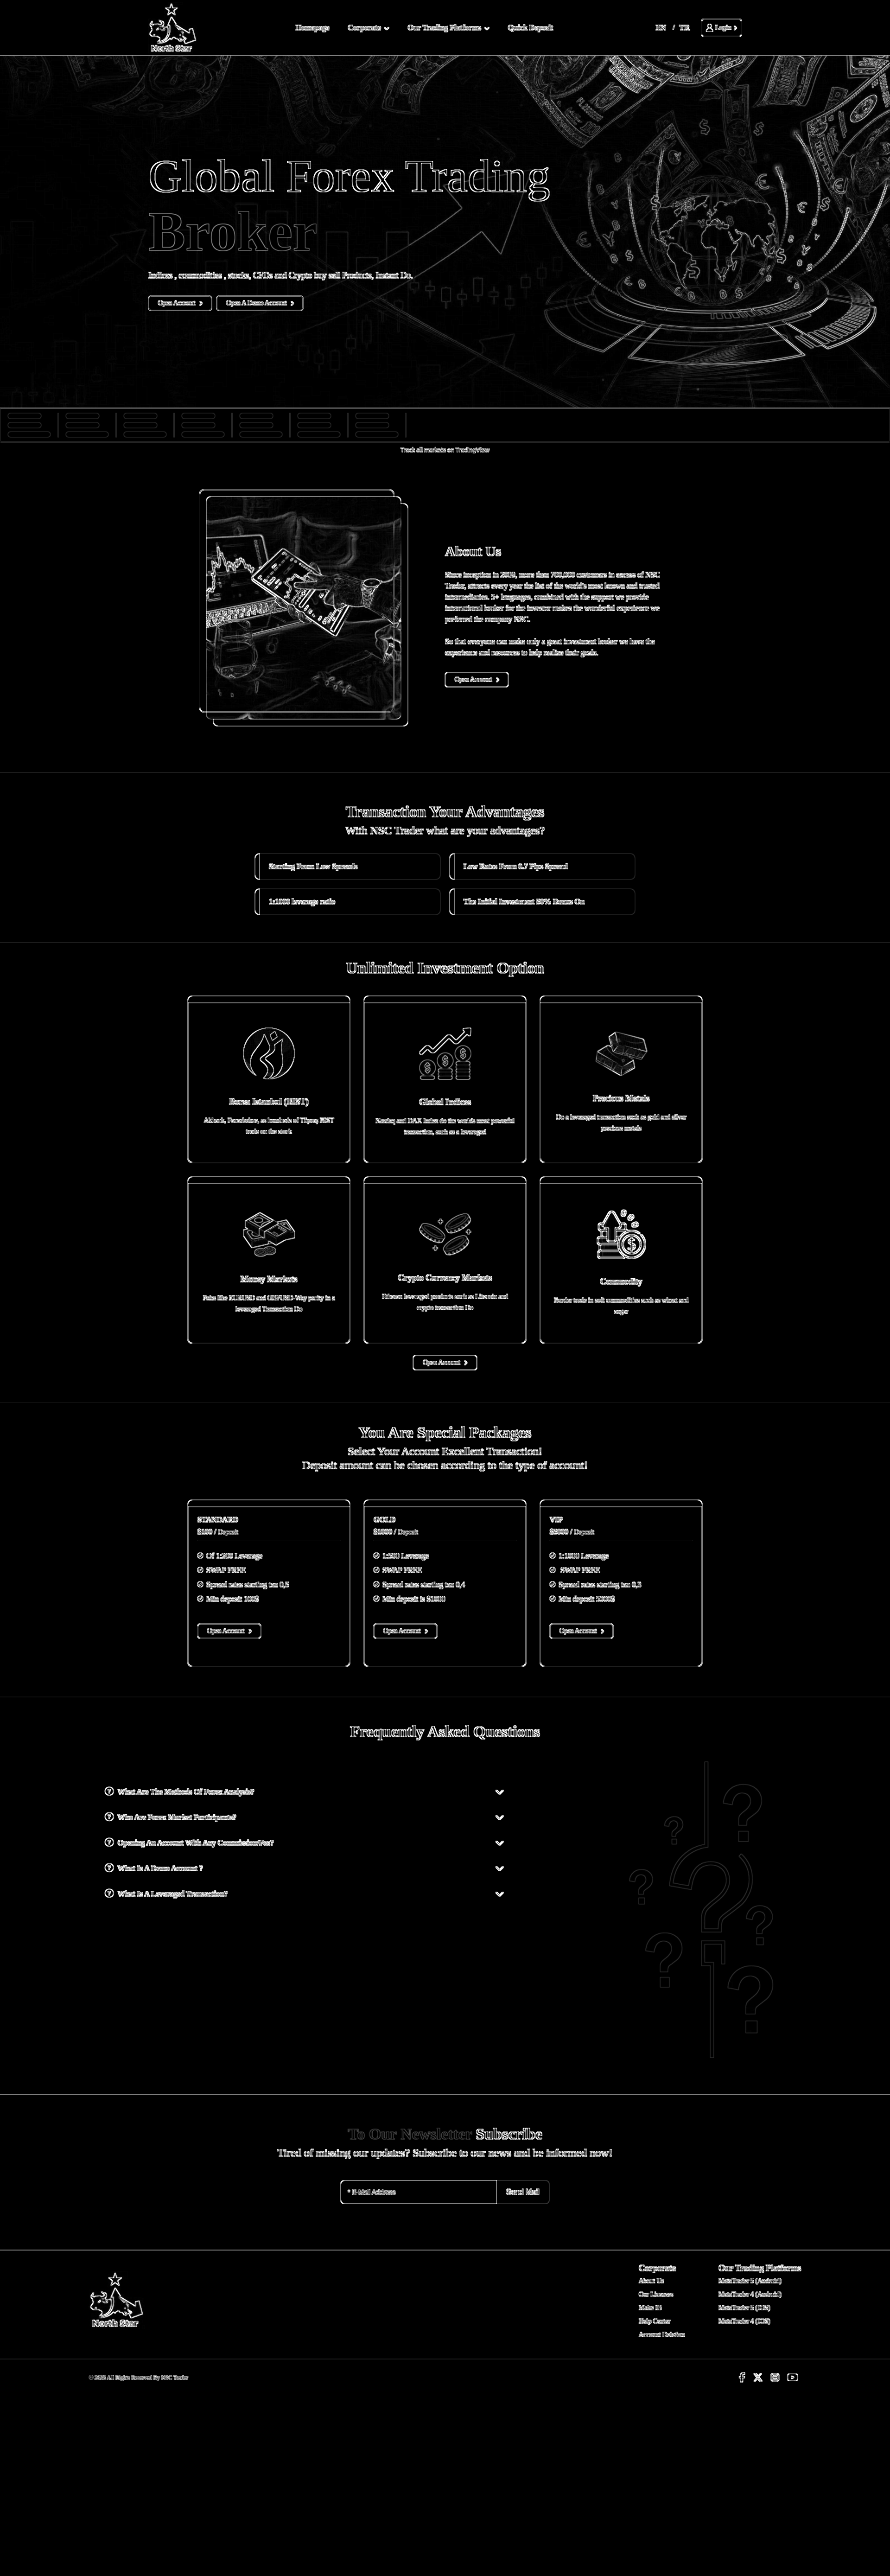 North Star
Homepage
Corporate
Our Trading Platforms
Quick Deposit
EN / TR
Login
Global Forex Trading
Broker
Indices , commodities , stocks, CFDs and Crypto buy sell Products, Instant Do.
Open Account
Open A Demo Account
Track all markets on TradingView
About Us
Since inception in 2009, more than 700,000 customers in excess of NSC
Trader, attracts every year the list of the world's most known and trusted
intermediaries. 5+ languages, combined with the support we provide
international broker for the investor makes the wonderful experience we
preferred the company NSC.
So that everyone can make only a great investment broker we have the
experience and resources to help realize their goals.
Open Account
Transaction Your Advantages
With NSC Trader what are your advantages?
Starting From Low Spreads
Low Rates From 0.7 Pips Spread
1:1000 leverage ratio
The Initial Investment 50% Bonus On
Unlimited Investment Option
Borsa Istanbul (BIST)
as hundreds of BIST
trade on the stock
Global Indices
Nasdaq and DAX Index do the worlds most powerful
transaction, such as a leveraged
Precious Metals
Do a leveraged transaction such as gold and silver
precious metals
Money Markets
Pairs like EURUSD and GBPUSD-Way parity in a
leveraged Transaction Do
Crypto Currency Markets
leveraged products such as and
crypto transaction Do
Commodity
trade in soft commodities such as wheat and
sugar
Open Account
You Are Special Packages
Select Your Account Excellent Transaction!
Deposit amount can be chosen according to the type of account!
STANDARD
$100 / Deposit
Of 1:200 Leverage
SWAP FREE
Spread rates starting ten 0,5
Min deposit 100$
Open Account
GOLD
$1000 / Deposit
1:500 Leverage
SWAP FREE
Spread rates starting ten 0,4
Min deposit is $1000
Open Account
VIP
$5000 / Deposit
1:1000 Leverage
SWAP FREE
Spread rates starting ten 0,3
Min deposit 5000$
Open Account
Frequently Asked Questions
What Are The Methods Of Forex Analysis?
Who Are Forex Market Participants?
Opening An Account With Any Commission/Fee?
What Is A Demo Account ?
What Is A Leveraged Transaction?
To Our Newsletter Subscribe
Tired of missing our updates? Subscribe to our news and be informed now!
* E-Mail Address
Send Mail
North Star
Corporate
About Us
Our Licenses
Make IB
Help Center
Account Deletion
Our Trading Platforms
MetaTrader 5 (Android)
MetaTrader 4 (Android)
MetaTrader 5 (IOS)
MetaTrader 4 (IOS)
All Rights Reserved By NSC Trader